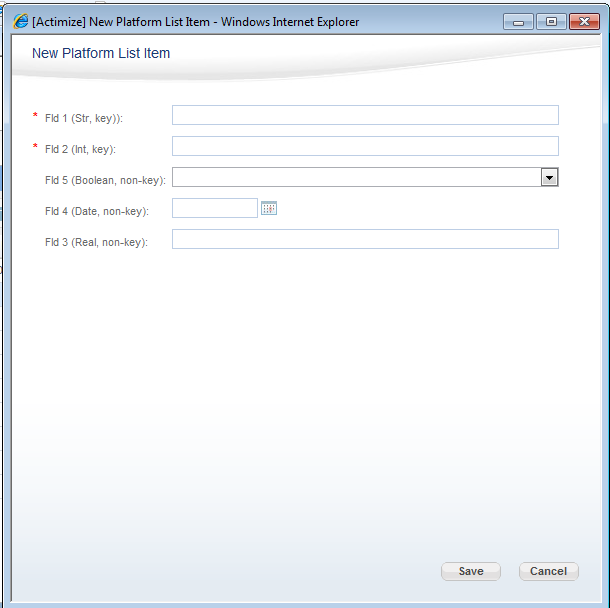 [Actimize] New Platform List Item - Windows Internet Explorer
New Platform List Item
* Fld 1 (Str, key)):
* Fld 2 (Int, key):
Fld 5 (Boolean, non-key):
Fld 4 (Date, non-key):
Fld 3 (Real, non-key):
Save Cancel